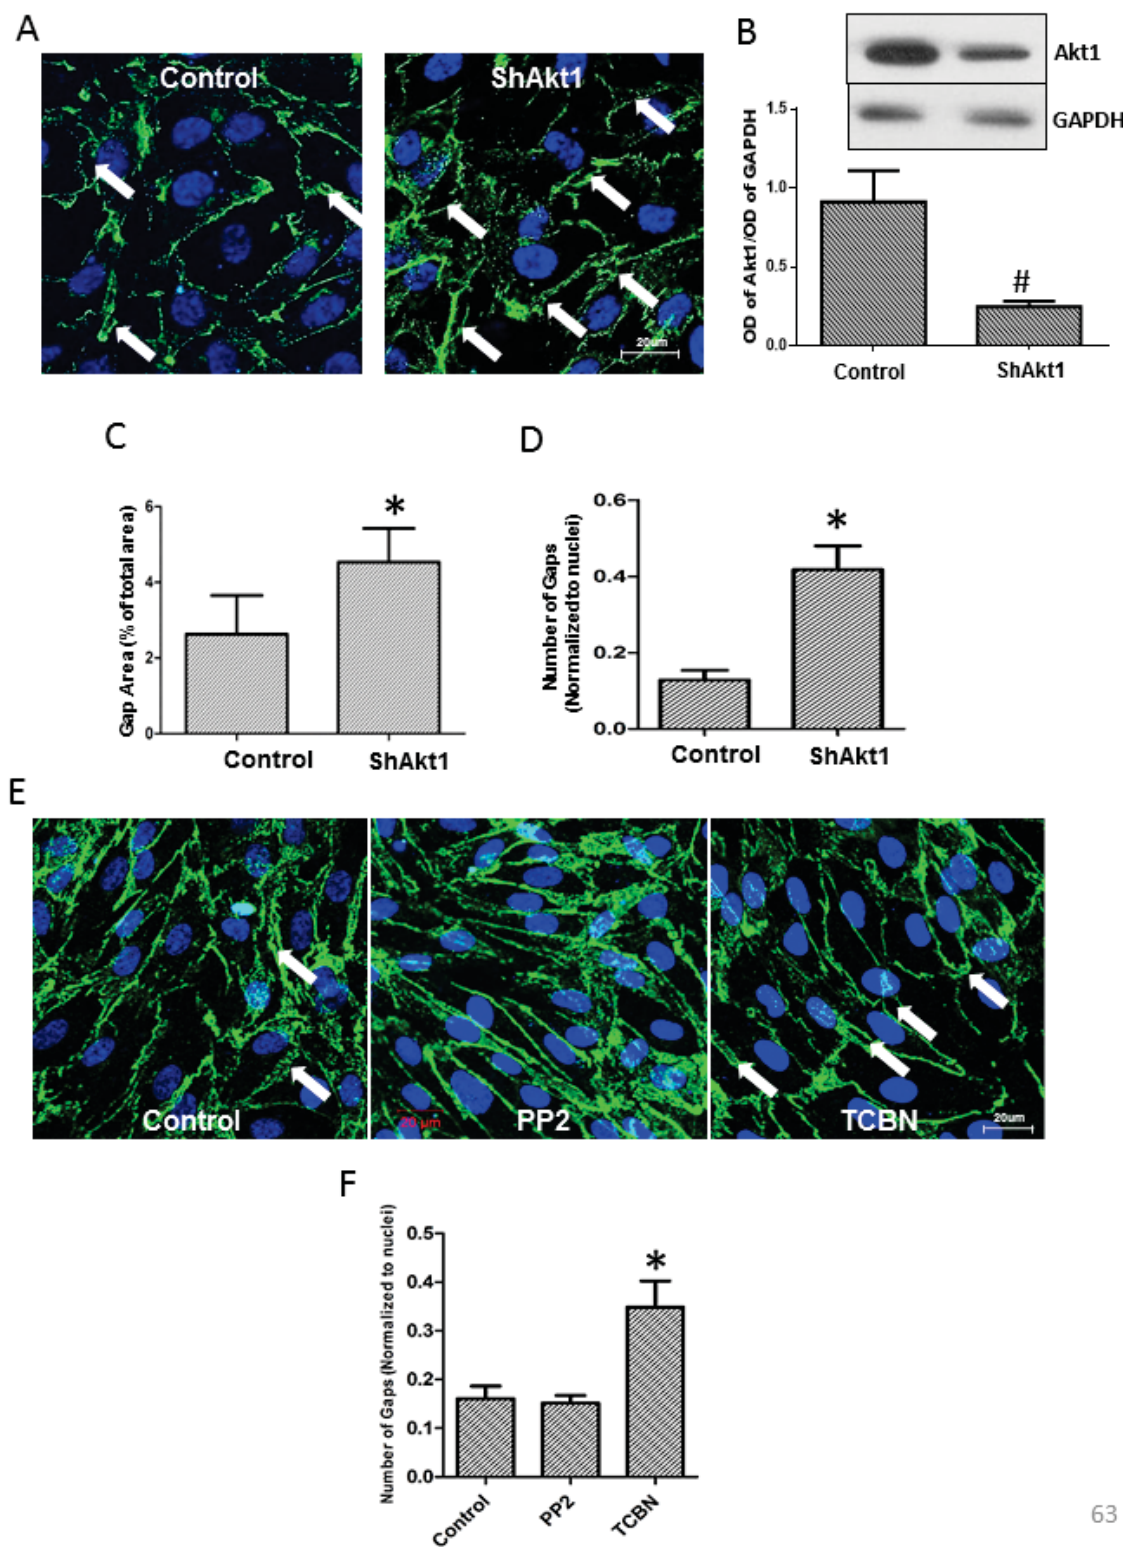 A
Control
ShAkt1
20um
B
Akt1
GAPDH
OD of Akt1/OD of GAPDH
1.5
1.0
0.5
0.0
#
Control
ShAkt1
C
Gap Area (% of total area)
6
4
2
0
*
Control
ShAkt1
D
Number of Gaps
(Normalized to nuclei)
0.6
0.4
0.2
0.0
*
Control
ShAkt1
E
Control
20 μm
PP2
TCBN
20um
F
Number of Gaps (Normalized to nuclei)
0.5
0.4
0.3
0.2
0.1
0.0
*
Control
PP2
TCBN
63